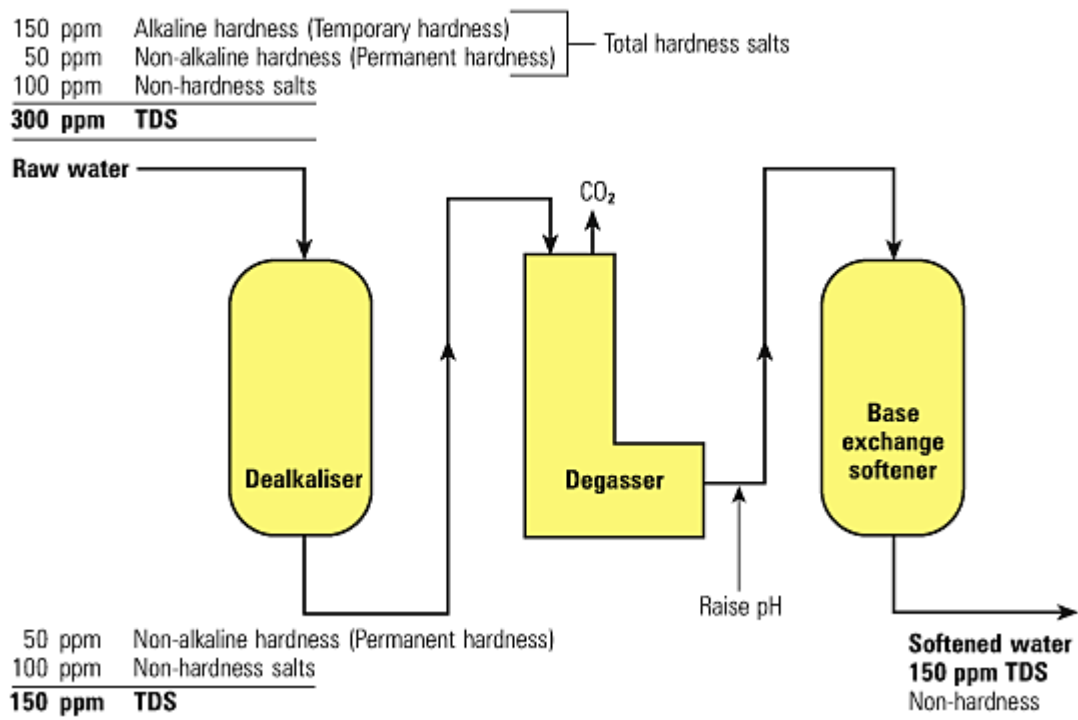 150 ppm Alkaline hardness (Temporary hardness)
50 ppm Non-alkaline hardness (Permanent hardness)
Total hardness salts
100 ppm Non-hardness salts
300 ppm TDS
Raw water
CO₂
Dealkaliser
Degasser
Base
exchange
softener
Raise pH
50 ppm Non-alkaline hardness (Permanent hardness)
100 ppm Non-hardness salts
150 ppm TDS
Softened water
150 ppm TDS
Non-hardness